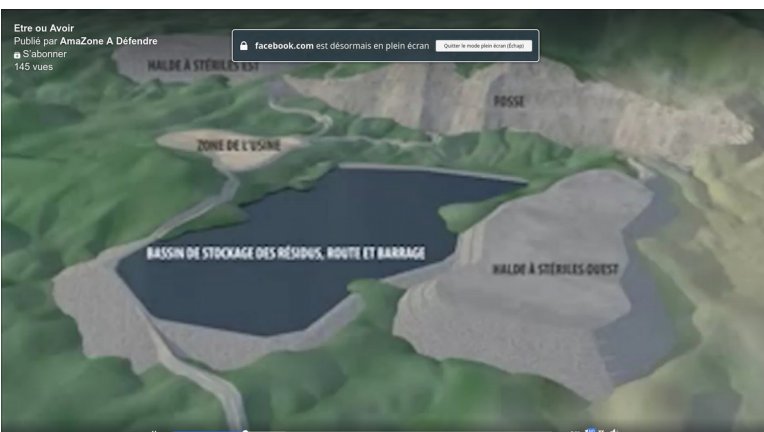 Etre ou Avoir
Publié par AmaZone A Défendre
S'abonner
145 vues
facebook.com est désormais en plein écran
Quitter le mode plein écran (Échap)
HALDE À STÉRILES EST
FOSSE
ZONE DE L'USINE
BASSIN DE STOCKAGE DES RÉSIDUS, ROUTE ET BARRAGE
HALDE À STÉRILES OUEST